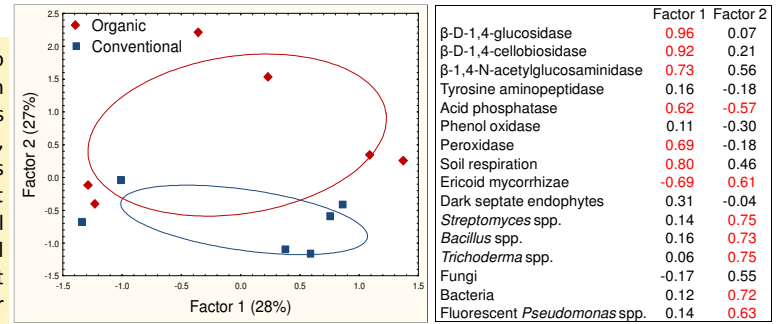 Organic
Conventional
2.5
2.0
1.5
1.0
0.5
0.0
-0.5
-1.0
-1.5
-1.5 -1.0 -0.5 0.0 0.5 1.0 1.5
Factor 2 (27%)
Factor 1 (28%)
Factor 1 Factor 2
β-D-1,4-glucosidase 0.96 0.07
β-D-1,4-cellobiosidase 0.92 0.21
β-1,4-N-acetylglucosaminidase 0.73 0.56
Tyrosine aminopeptidase 0.16 -0.18
Acid phosphatase 0.62 -0.57
Phenol oxidase 0.11 -0.30
Peroxidase 0.69 -0.18
Soil respiration 0.80 0.46
Ericoid mycorrhizae -0.69 0.61
Dark septate endophytes 0.31 -0.04
Streptomyces spp. 0.14 0.75
Bacillus spp. 0.16 0.73
Trichoderma spp. 0.06 0.75
Fungi -0.17 0.55
Bacteria 0.12 0.72
Fluorescent Pseudomonas spp. 0.14 0.63